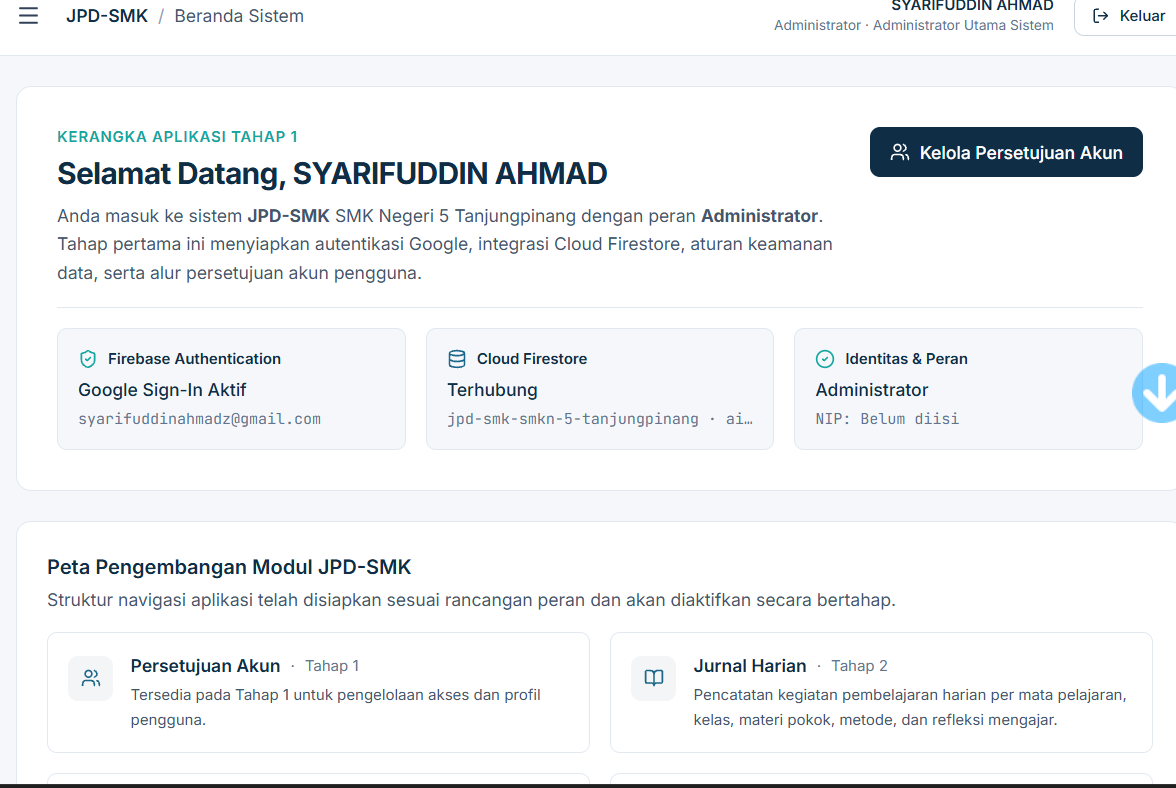 JPD-SMK / Beranda Sistem
SYARIFUDDIN AHMAD
Administrator · Administrator Utama Sistem
Keluar
KERANGKA APLIKASI TAHAP 1
Selamat Datang, SYARIFUDDIN AHMAD
Kelola Persetujuan Akun
Anda masuk ke sistem JPD-SMK SMK Negeri 5 Tanjungpinang dengan peran Administrator.
Tahap pertama ini menyiapkan autentikasi Google, integrasi Cloud Firestore, aturan keamanan
data, serta alur persetujuan akun pengguna.
Firebase Authentication
Google Sign-In Aktif
syarifuddinahmadz@gmail.com
Cloud Firestore
Terhubung
jpd-smk-smkn-5-tanjungpinang · ai…
Identitas & Peran
Administrator
NIP: Belum diisi
Peta Pengembangan Modul JPD-SMK
Struktur navigasi aplikasi telah disiapkan sesuai rancangan peran dan akan diaktifkan secara bertahap.
Persetujuan Akun · Tahap 1
Tersedia pada Tahap 1 untuk pengelolaan akses dan profil
pengguna.
Jurnal Harian · Tahap 2
Pencatatan kegiatan pembelajaran harian per mata pelajaran,
kelas, materi pokok, metode, dan refleksi mengajar.